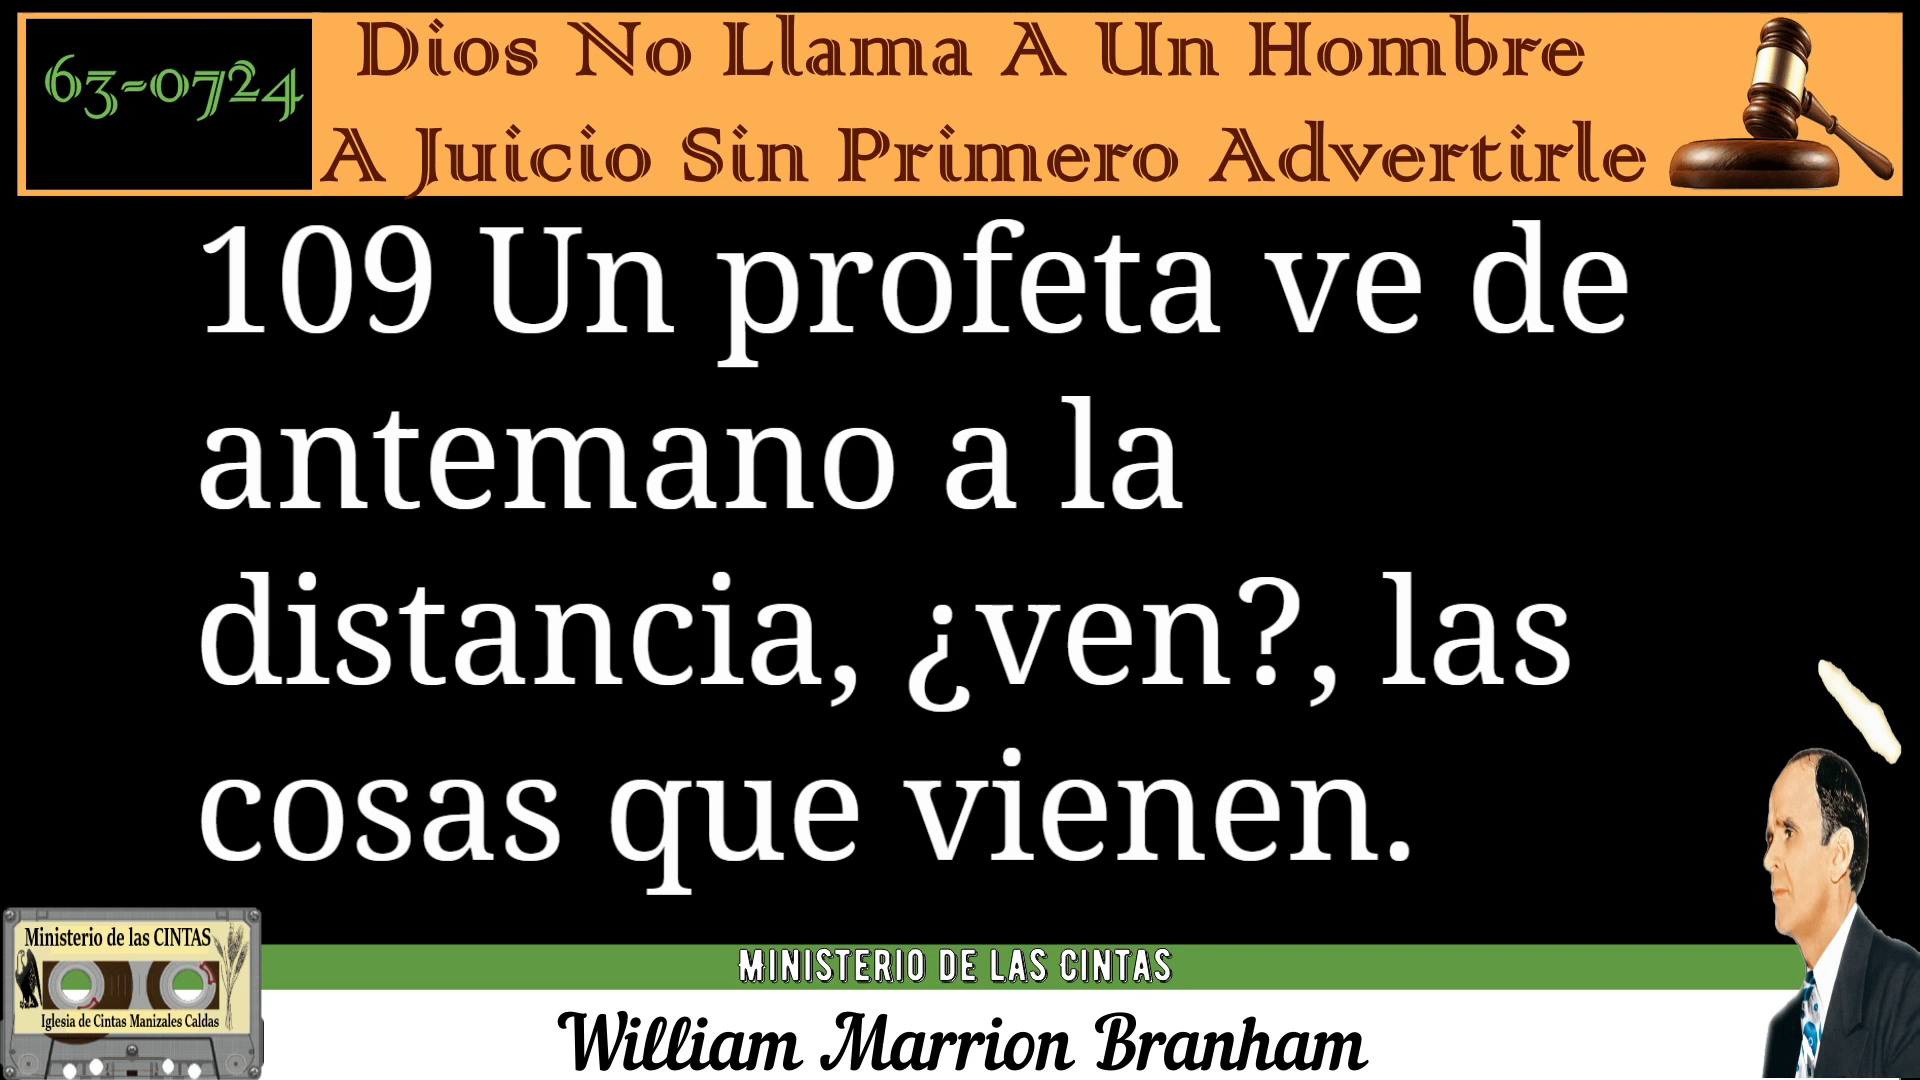 63-0724
Dios No Llama A Un Hombre
A Juicio Sin Primero Advertirle
109 Un profeta ve de
antemano a la
distancia, ¿ven?, las
cosas que vienen.
Ministerio de las CINTAS
Iglesia de Cintas Manizales Caldas
MINISTERIO DE LAS CINTAS
William Marrion Branham